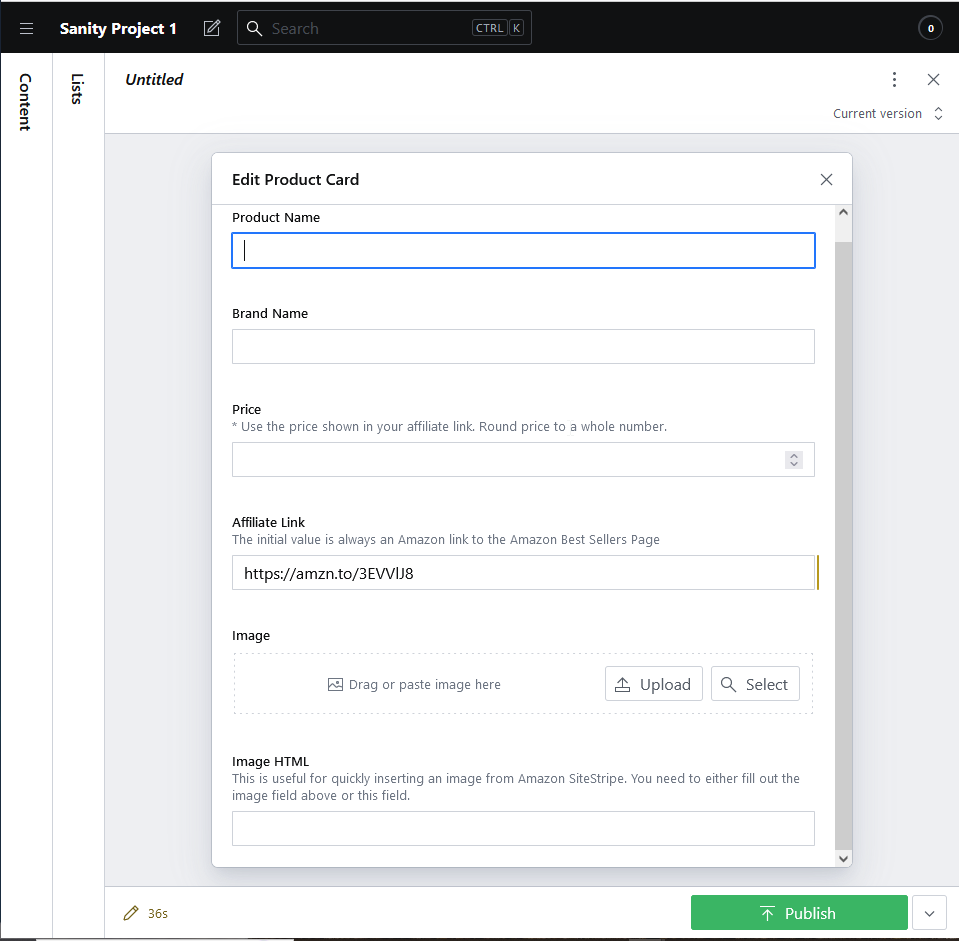 Sanity Project 1
Search
CTRL K
0
Content
Lists
Untitled
Current version
Edit Product Card
Product Name
Brand Name
Price
* Use the price shown in your affiliate link. Round price to a whole number.
Affiliate Link
The initial value is always an Amazon link to the Amazon Best Sellers Page
https://amzn.to/3EVVlJ8
Image
Drag or paste image here
Upload
Select
Image HTML
This is useful for quickly inserting an image from Amazon SiteStripe. You need to either fill out the
image field above or this field.
36s
Publish